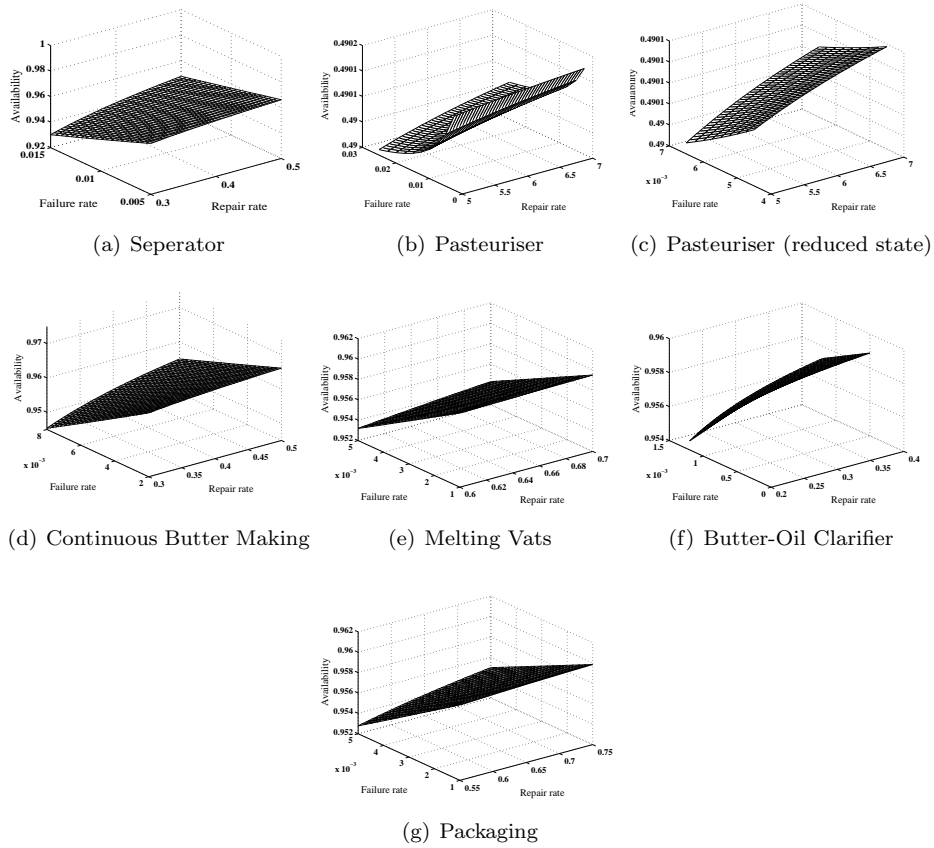 1
0.98
0.96
0.94
0.92
0.015
0.01
0.005
0.3
0.4
0.5
Availability
Failure rate
Repair rate
(a) Seperator
0.4902
0.4901
0.4901
0.49
0.49
0.03
0.02
0.01
0
5
5.5
6
6.5
7
Availability
Failure rate
Repair rate
(b) Pasteuriser
0.4901
0.4901
0.4901
0.4901
0.49
0.49
7
6
5
4
x 10⁻³
5
6
7
Availability
Failure rate
Repair rate
(c) Pasteuriser (reduced state)
0.97
0.96
0.95
8
6
4
2
x 10⁻³
0.3
0.35
0.4
0.45
0.5
Availability
Failure rate
Repair rate
(d) Continuous Butter Making
0.962
0.96
0.958
0.956
0.954
0.952
5
4
3
2
1
x 10⁻³
0.6
0.62
0.64
0.66
0.68
0.7
Availability
Failure rate
Repair rate
(e) Melting Vats
0.96
0.958
0.956
0.954
1.5
1
0.5
0
x 10⁻³
0.2
0.25
0.3
0.35
0.4
Availability
Failure rate
Repair rate
(f) Butter-Oil Clarifier
0.962
0.96
0.958
0.956
0.954
0.952
5
4
3
2
1
x 10⁻³
0.55
0.6
0.65
0.7
0.75
Availability
Failure rate
Repair rate
(g) Packaging